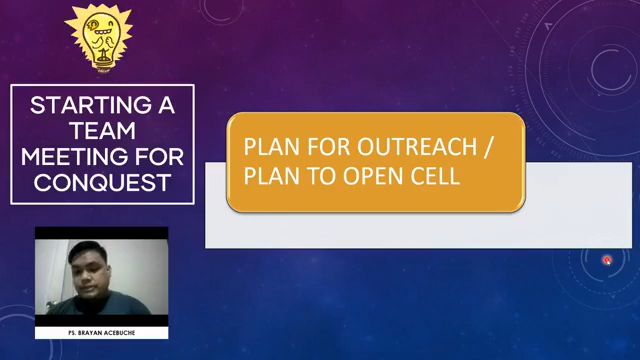 STARTING A
TEAM
MEETING FOR
CONQUEST
PLAN FOR OUTREACH /
PLAN TO OPEN CELL
PS. BRAYAN ACEBUCHE